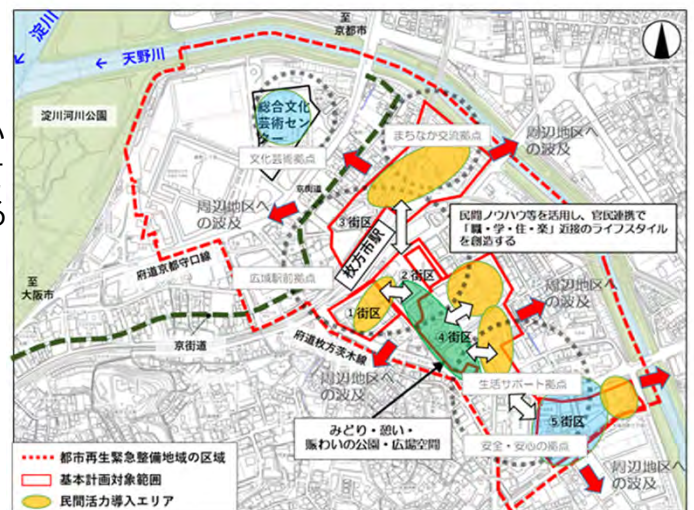 至
京都市
淀川
天野川
淀川河川公園
総合文化
芸術セン
ター
まちなか交流拠点
周辺地区へ
の波及
文化芸術拠点
京街道
周辺地区へ
の波及
3街区
枚方市駅
民間ノウハウ等を活用し、官民連携で
「職・学・住・楽」近接のライフスタイル
を創造する
府道京都守口線
広域駅前拠点
2街区
至
大阪市
1街区
周辺地区へ
の波及
4街区
京街道
府道枚方茨木線
周辺地区へ
の波及
生活サポート拠点
みどり・憩い・
賑わいの公園・広場空間
5街区
安全・安心の拠点
周辺地区へ
の波及
都市再生緊急整備地域の区域
基本計画対象範囲
民間活力導入エリア